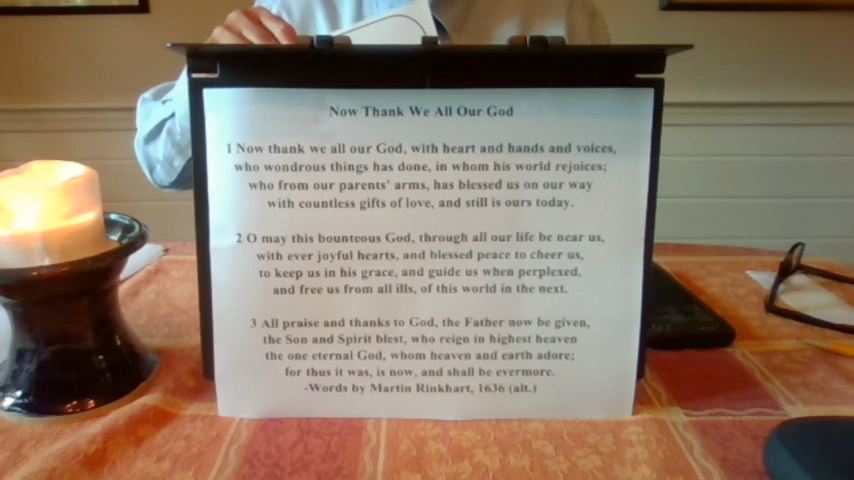 Now Thank We All Our God
1 Now thank we all our God, with heart and hands and voices,
who wondrous things has done, in whom his world rejoices;
who from our parents' arms, has blessed us on our way
with countless gifts of love, and still is ours today.
2 O may this bounteous God, through all our life be near us,
with ever joyful hearts, and blessed peace to cheer us,
to keep us in his grace, and guide us when perplexed,
and free us from all ills, of this world in the next.
3 All praise and thanks to God, the Father now be given,
the Son and Spirit blest, who reign in highest heaven
the one eternal God, whom heaven and earth adore;
for thus it was, is now, and shall be evermore.
-Words by Martin Rinkhart, 1636 (alt.)